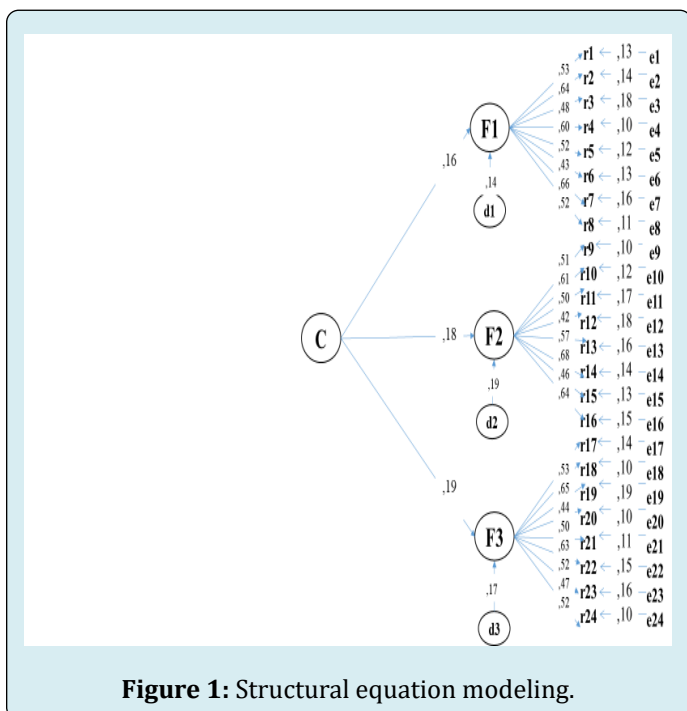 r1 ,13 e1
,53 r2 ,14 e2
,64 r3 ,18 e3
,48 r4 ,10 e4
F1 ,60 r5 ,12 e5
,52 r6 ,13 e6
,43 r7 ,16 e7
,66 r8 ,11 e8
,52
,16
,14
d1
r9 ,10 e9
,51 r10 ,12 e10
,61 r11 ,17 e11
,50 r12 ,18 e12
,42 r13 ,16 e13
,57 r14 ,14 e14
,68 r15 ,13 e15
,46 r16 ,15 e16
,64
C ,18 F2
,19
d2
r17 ,14 e17
,53 r18 ,10 e18
,65 r19 ,19 e19
,44 r20 ,10 e20
,50 r21 ,11 e21
,63 r22 ,15 e22
,52 r23 ,16 e23
,47 r24 ,10 e24
,52
,19
F3
,17
d3
Figure 1: Structural equation modeling.